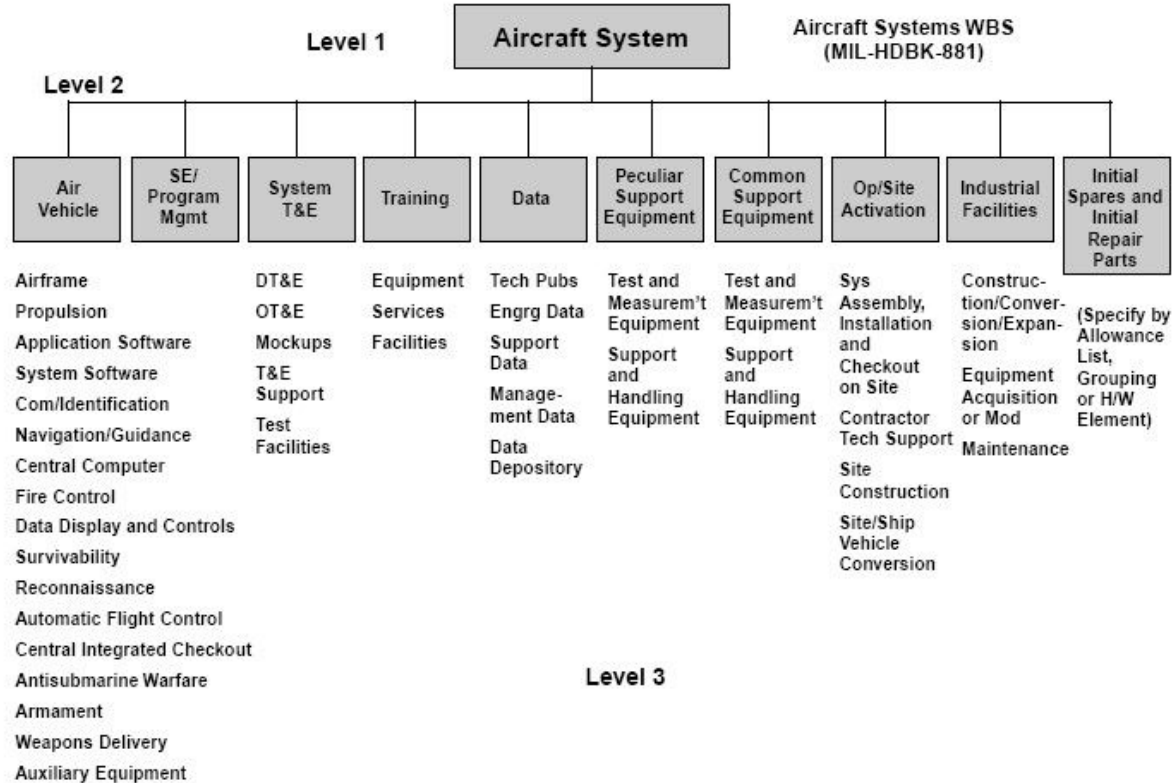 Level 1
Aircraft System
Aircraft Systems WBS
(MIL-HDBK-881)
Level 2
Air
Vehicle
SE/
Program
Mgmt
System
T&E
Training
Data
Peculiar
Support
Equipment
Common
Support
Equipment
Op/Site
Activation
Industrial
Facilities
Initial
Spares and
Initial
Repair
Parts
Airframe
Propulsion
Application Software
System Software
Com/Identification
Navigation/Guidance
Central Computer
Fire Control
Data Display and Controls
Survivability
Reconnaissance
Automatic Flight Control
Central Integrated Checkout
Antisubmarine Warfare
Armament
Weapons Delivery
Auxiliary Equipment
DT&E
OT&E
Mockups
T&E
Support
Test
Facilities
Equipment
Services
Facilities
Tech Pubs
Engrg Data
Support
Data
Manage-
ment Data
Data
Depository
Test and
Measurem't
Equipment
Support
and
Handling
Equipment
Test and
Measurem't
Equipment
Support
and
Handling
Equipment
Sys
Assembly,
Installation
and
Checkout
on Site
Contractor
Tech Support
Site
Construction
Site/Ship
Vehicle
Conversion
Construc-
tion/Conver-
sion/Expan-
sion
Equipment
Acquisition
or Mod
Maintenance
(Specify by
Allowance
List,
Grouping
or H/W
Element)
Level 3